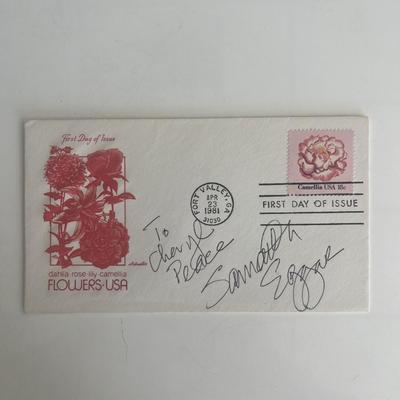 First Day of Issue
dahlia·rose·lily·camellia
FLOWERS·USA
Artmaster
FORT VALLEY, GA
APR
23
1981
31030
Camellia USA 18c
FIRST DAY OF ISSUE
To
Cheryl
Peace
Samantha
Eggar